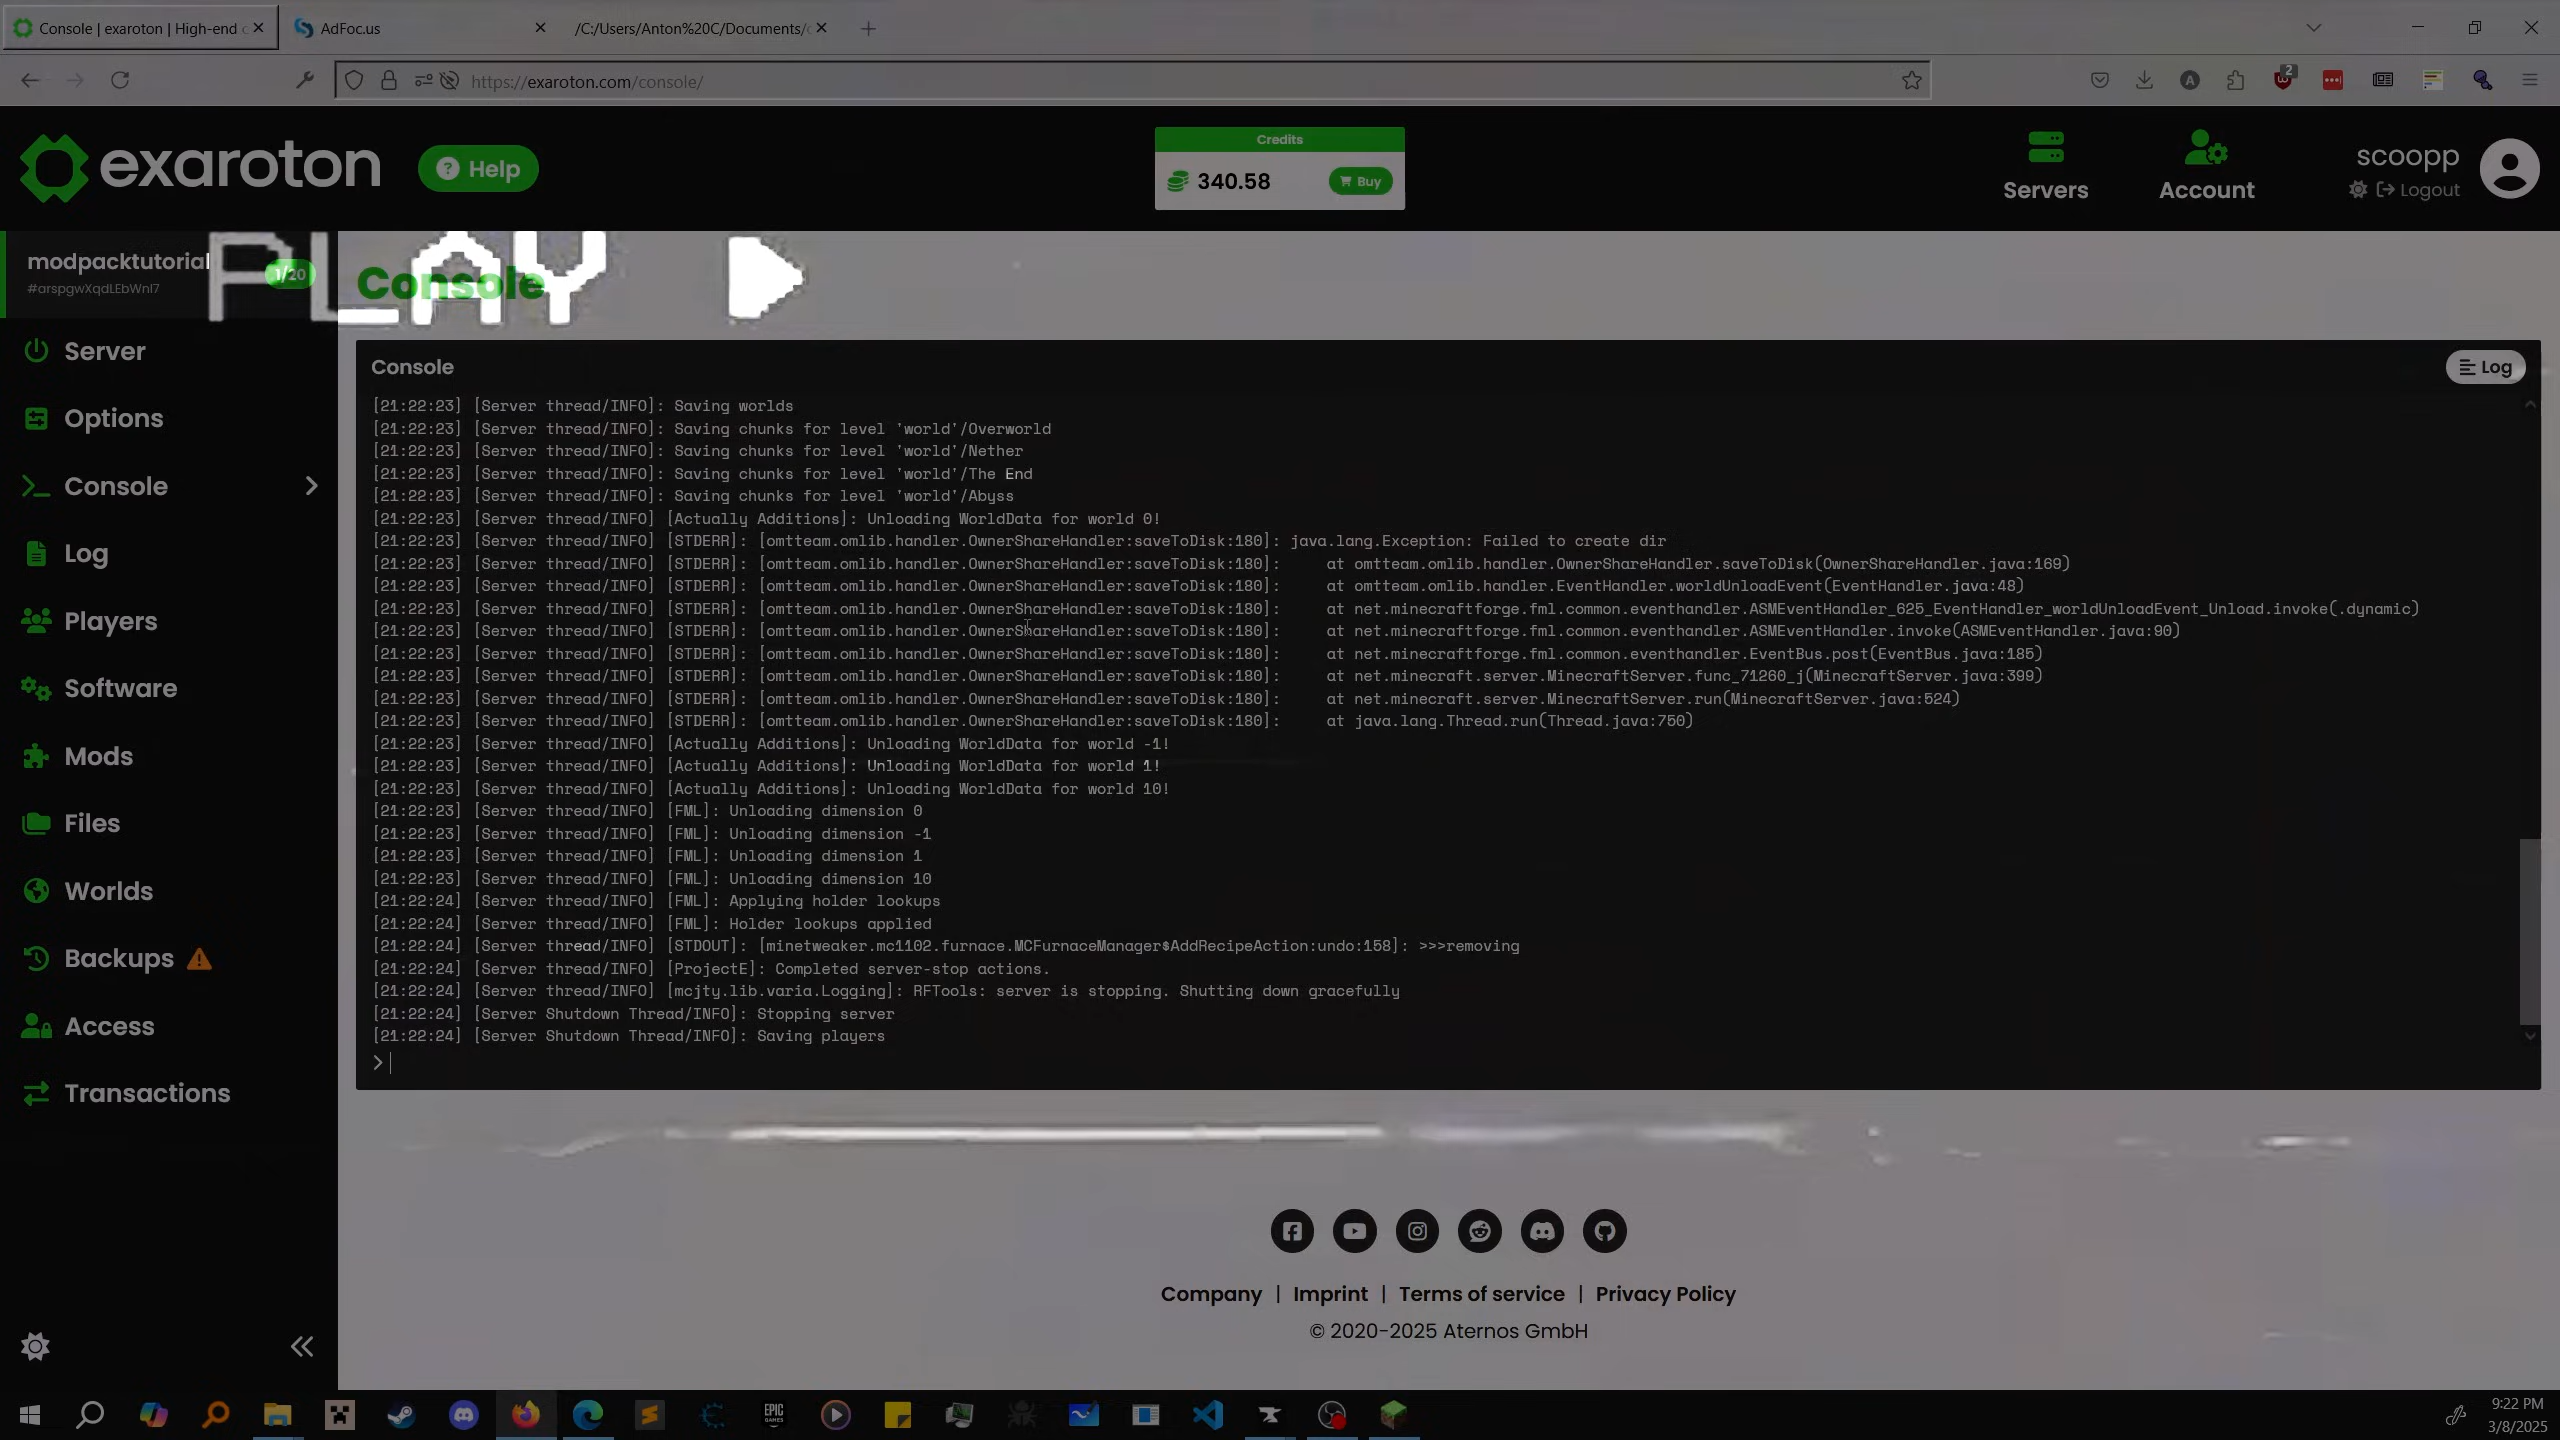 Console | exaroton | High-end c
AdFoc.us
/C:/Users/Anton%20C/Documents/c
https://exaroton.com/console/
2
exaroton
Help
Credits
340.58
Buy
Servers
Account
scoopp
Logout
modpacktutorial
#arspgwXqdLEbWnI7
1/20
PLAY
Console
Server
Options
Console
Log
Players
Software
Mods
Files
Worlds
Backups
Access
Transactions
Console
Log
[21:22:23] [Server thread/INFO]: Saving worlds
[21:22:23] [Server thread/INFO]: Saving chunks for level 'world'/Overworld
[21:22:23] [Server thread/INFO]: Saving chunks for level 'world'/Nether
[21:22:23] [Server thread/INFO]: Saving chunks for level 'world'/The End
[21:22:23] [Server thread/INFO]: Saving chunks for level 'world'/Abyss
[21:22:23] [Server thread/INFO] [Actually Additions]: Unloading WorldData for world 0!
[21:22:23] [Server thread/INFO] [STDERR]: [omtteam.omlib.handler.OwnerShareHandler:saveToDisk:180]: java.lang.Exception: Failed to create dir
[21:22:23] [Server thread/INFO] [STDERR]: [omtteam.omlib.handler.OwnerShareHandler:saveToDisk:180]: at omtteam.omlib.handler.OwnerShareHandler.saveToDisk(OwnerShareHandler.java:169)
[21:22:23] [Server thread/INFO] [STDERR]: [omtteam.omlib.handler.OwnerShareHandler:saveToDisk:180]: at omtteam.omlib.handler.EventHandler.worldUnloadEvent(EventHandler.java:48)
[21:22:23] [Server thread/INFO] [STDERR]: [omtteam.omlib.handler.OwnerShareHandler:saveToDisk:180]: at net.minecraftforge.fml.common.eventhandler.ASMEventHandler_625_EventHandler_worldUnloadEvent_Unload.invoke(.dynamic)
[21:22:23] [Server thread/INFO] [STDERR]: [omtteam.omlib.handler.OwnerShareHandler:saveToDisk:180]: at net.minecraftforge.fml.common.eventhandler.ASMEventHandler.invoke(ASMEventHandler.java:90)
[21:22:23] [Server thread/INFO] [STDERR]: [omtteam.omlib.handler.OwnerShareHandler:saveToDisk:180]: at net.minecraftforge.fml.common.eventhandler.EventBus.post(EventBus.java:185)
[21:22:23] [Server thread/INFO] [STDERR]: [omtteam.omlib.handler.OwnerShareHandler:saveToDisk:180]: at net.minecraft.server.MinecraftServer.func_71260_j(MinecraftServer.java:399)
[21:22:23] [Server thread/INFO] [STDERR]: [omtteam.omlib.handler.OwnerShareHandler:saveToDisk:180]: at net.minecraft.server.MinecraftServer.run(MinecraftServer.java:524)
[21:22:23] [Server thread/INFO] [STDERR]: [omtteam.omlib.handler.OwnerShareHandler:saveToDisk:180]: at java.lang.Thread.run(Thread.java:750)
[21:22:23] [Server thread/INFO] [Actually Additions]: Unloading WorldData for world -1!
[21:22:23] [Server thread/INFO] [Actually Additions]: Unloading WorldData for world 1!
[21:22:23] [Server thread/INFO] [Actually Additions]: Unloading WorldData for world 10!
[21:22:23] [Server thread/INFO] [FML]: Unloading dimension 0
[21:22:23] [Server thread/INFO] [FML]: Unloading dimension -1
[21:22:23] [Server thread/INFO] [FML]: Unloading dimension 1
[21:22:23] [Server thread/INFO] [FML]: Unloading dimension 10
[21:22:24] [Server thread/INFO] [FML]: Applying holder lookups
[21:22:24] [Server thread/INFO] [FML]: Holder lookups applied
[21:22:24] [Server thread/INFO] [STDOUT]: [minetweaker.mc1102.furnace.MCFurnaceManager$AddRecipeAction:undo:158]: >>>removing
[21:22:24] [Server thread/INFO] [ProjectE]: Completed server-stop actions.
[21:22:24] [Server thread/INFO] [mcjty.lib.varia.Logging]: RFTools: server is stopping. Shutting down gracefully
[21:22:24] [Server Shutdown Thread/INFO]: Stopping server
[21:22:24] [Server Shutdown Thread/INFO]: Saving players
>
Company | Imprint | Terms of service | Privacy Policy
© 2020-2025 Aternos GmbH
EPIC GAMES
9:22 PM
3/8/2025